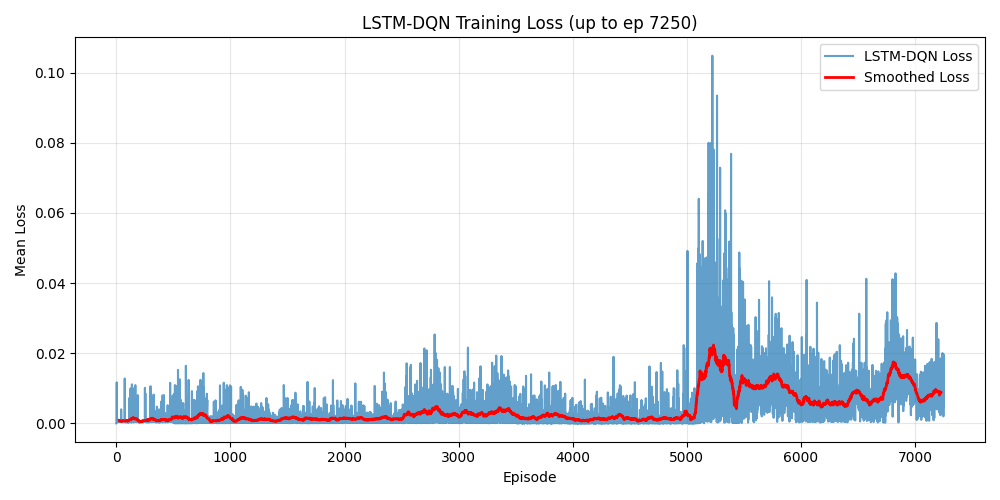 LSTM-DQN Training Loss (up to ep 7250)
LSTM-DQN Loss
Smoothed Loss
Mean Loss
0.10
0.08
0.06
0.04
0.02
0.00
0 1000 2000 3000 4000 5000 6000 7000
Episode